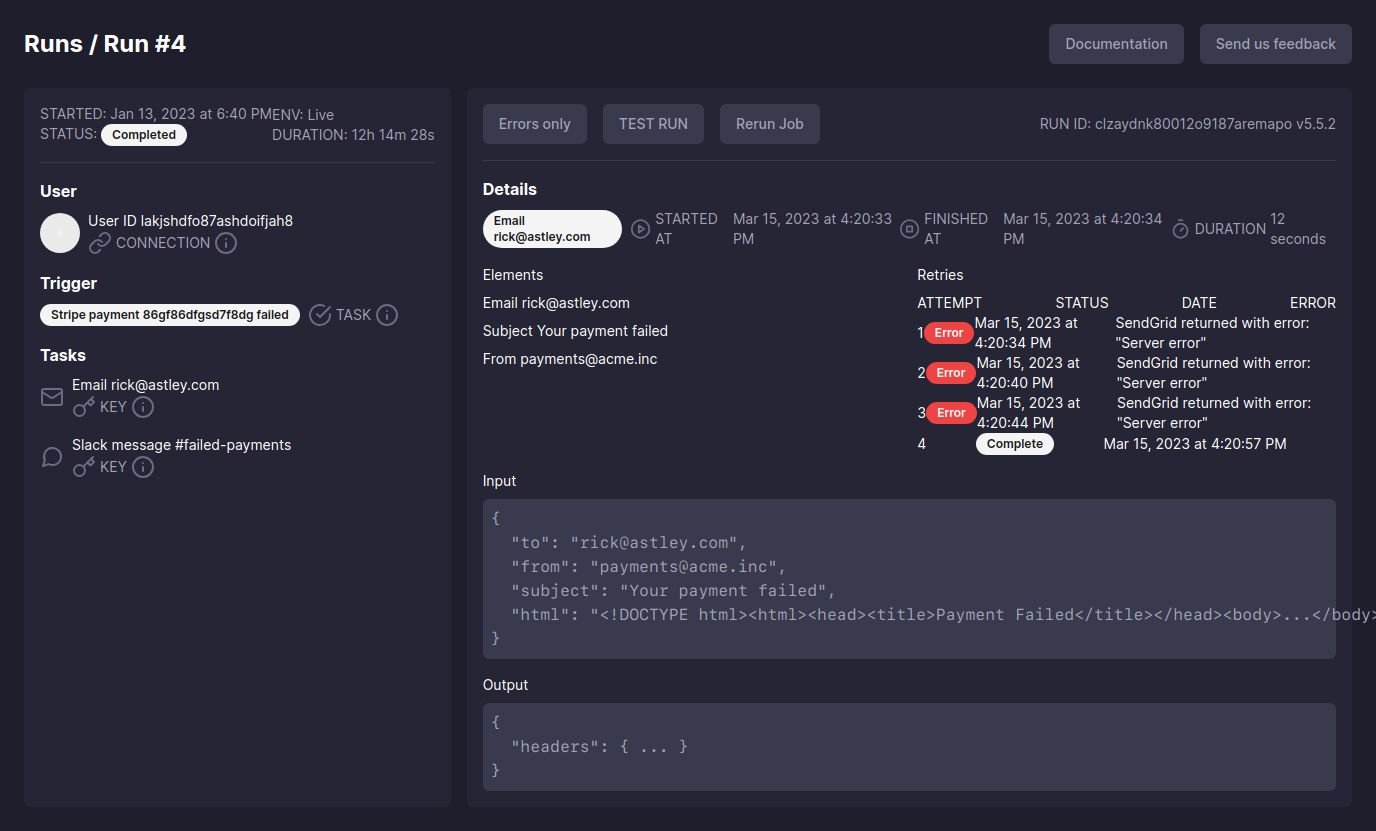 Runs / Run #4
Documentation
Send us feedback
STARTED: Jan 13, 2023 at 6:40 PM
ENV: Live
STATUS: Completed
DURATION: 12h 14m 28s
User
User ID lakjshdfo87ashdoifjah8
CONNECTION
Trigger
Stripe payment 86gf86dfgsd7f8dg failed
TASK
Tasks
Email rick@astley.com
KEY
Slack message #failed-payments
KEY
Errors only
TEST RUN
Rerun Job
RUN ID: clzaydnk80012o9187aremapo v5.5.2
Details
Email
rick@astley.com
STARTED
AT
Mar 15, 2023 at 4:20:33
PM
FINISHED
AT
Mar 15, 2023 at 4:20:34
PM
DURATION
12
seconds
Elements
Email rick@astley.com
Subject Your payment failed
From payments@acme.inc
Retries
ATTEMPT STATUS DATE ERROR
1 Error
Mar 15, 2023 at
4:20:34 PM
SendGrid returned with error:
"Server error"
2 Error
Mar 15, 2023 at
4:20:40 PM
SendGrid returned with error:
"Server error"
3 Error
Mar 15, 2023 at
4:20:44 PM
SendGrid returned with error:
"Server error"
4 Complete Mar 15, 2023 at 4:20:57 PM
Input
{
"to": "rick@astley.com",
"from": "payments@acme.inc",
"subject": "Your payment failed",
"html": "<!DOCTYPE html><html><head><title>Payment Failed</title></head><body>...</body>
}
Output
{
"headers": { ... }
}